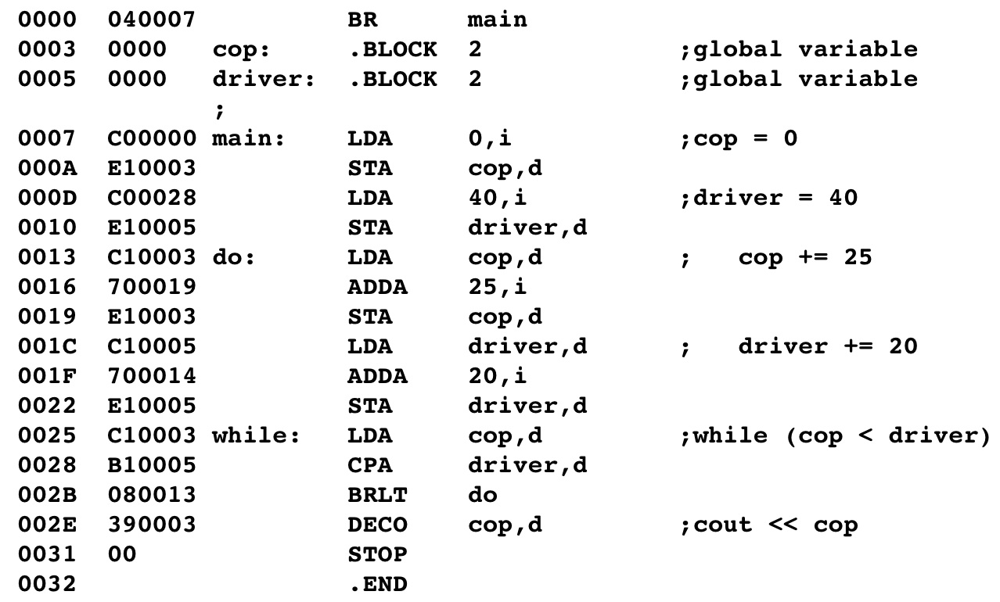 0000 040007 BR main
0003 0000 cop: .BLOCK 2 ;global variable
0005 0000 driver: .BLOCK 2 ;global variable
;
0007 C00000 main: LDA 0,i ;cop = 0
000A E10003 STA cop,d
000D C00028 LDA 40,i ;driver = 40
0010 E10005 STA driver,d
0013 C10003 do: LDA cop,d ; cop += 25
0016 700019 ADDA 25,i
0019 E10003 STA cop,d
001C C10005 LDA driver,d ; driver += 20
001F 700014 ADDA 20,i
0022 E10005 STA driver,d
0025 C10003 while: LDA cop,d ;while (cop < driver)
0028 B10005 CPA driver,d
002B 080013 BRLT do
002E 390003 DECO cop,d ;cout << cop
0031 00 STOP
0032 .END